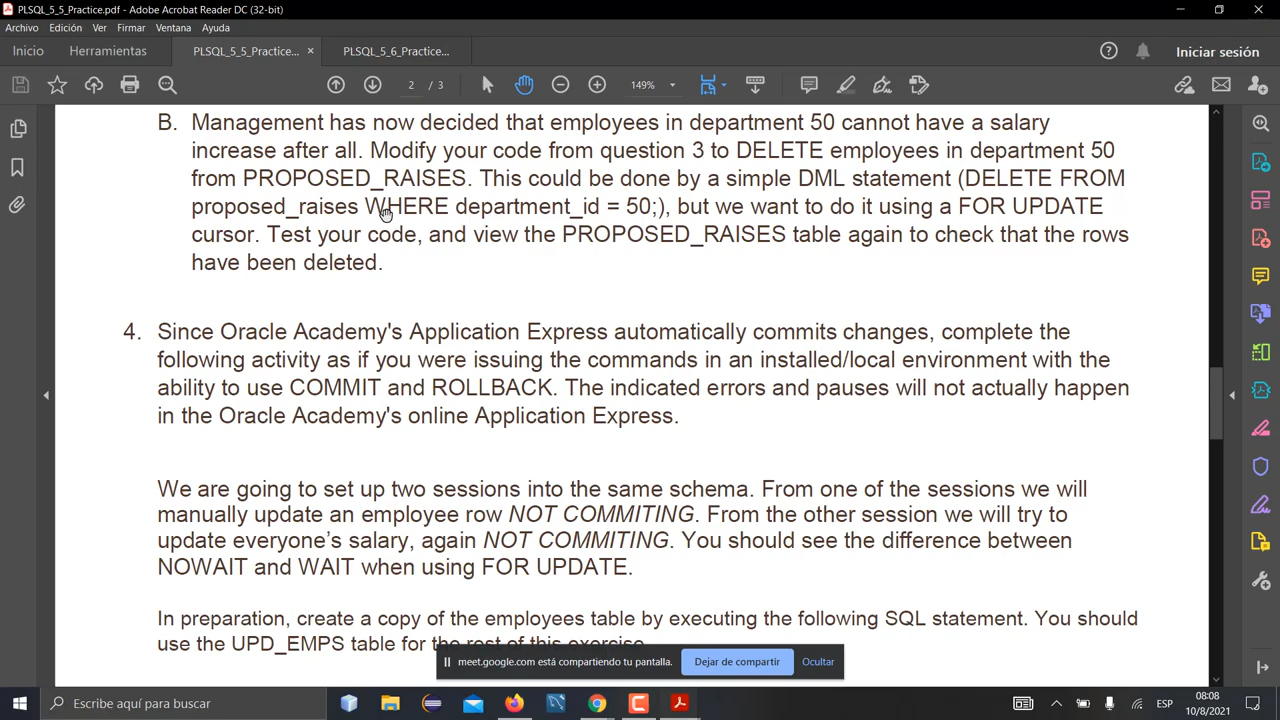 PLSQL_5_5_Practice.pdf - Adobe Acrobat Reader DC (32-bit)
Archivo Edición Ver Firmar Ventana Ayuda
Inicio Herramientas PLSQL_5_5_Practice... × PLSQL_5_6_Practice... Iniciar sesión
2 / 3 149%
B. Management has now decided that employees in department 50 cannot have a salary
increase after all. Modify your code from question 3 to DELETE employees in department 50
from PROPOSED_RAISES. This could be done by a simple DML statement (DELETE FROM
proposed_raises WHERE department_id = 50;), but we want to do it using a FOR UPDATE
cursor. Test your code, and view the PROPOSED_RAISES table again to check that the rows
have been deleted.
4. Since Oracle Academy's Application Express automatically commits changes, complete the
following activity as if you were issuing the commands in an installed/local environment with the
ability to use COMMIT and ROLLBACK. The indicated errors and pauses will not actually happen
in the Oracle Academy's online Application Express.
We are going to set up two sessions into the same schema. From one of the sessions we will
manually update an employee row NOT COMMITING. From the other session we will try to
update everyone's salary, again NOT COMMITING. You should see the difference between
NOWAIT and WAIT when using FOR UPDATE.
In preparation, create a copy of the employees table by executing the following SQL statement. You should
use the UPD_EMPS table for the rest of this exercise.
meet.google.com está compartiendo tu pantalla. Dejar de compartir Ocultar
Escribe aquí para buscar ESP 08:08
10/8/2021